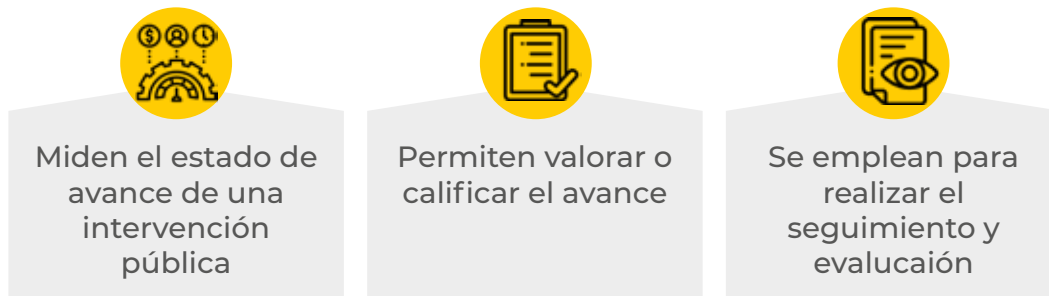 Miden el estado de
avance de una
intervención
pública
Permiten valorar o
calificar el avance
Se emplean para
realizar el
seguimiento y
evalucaión